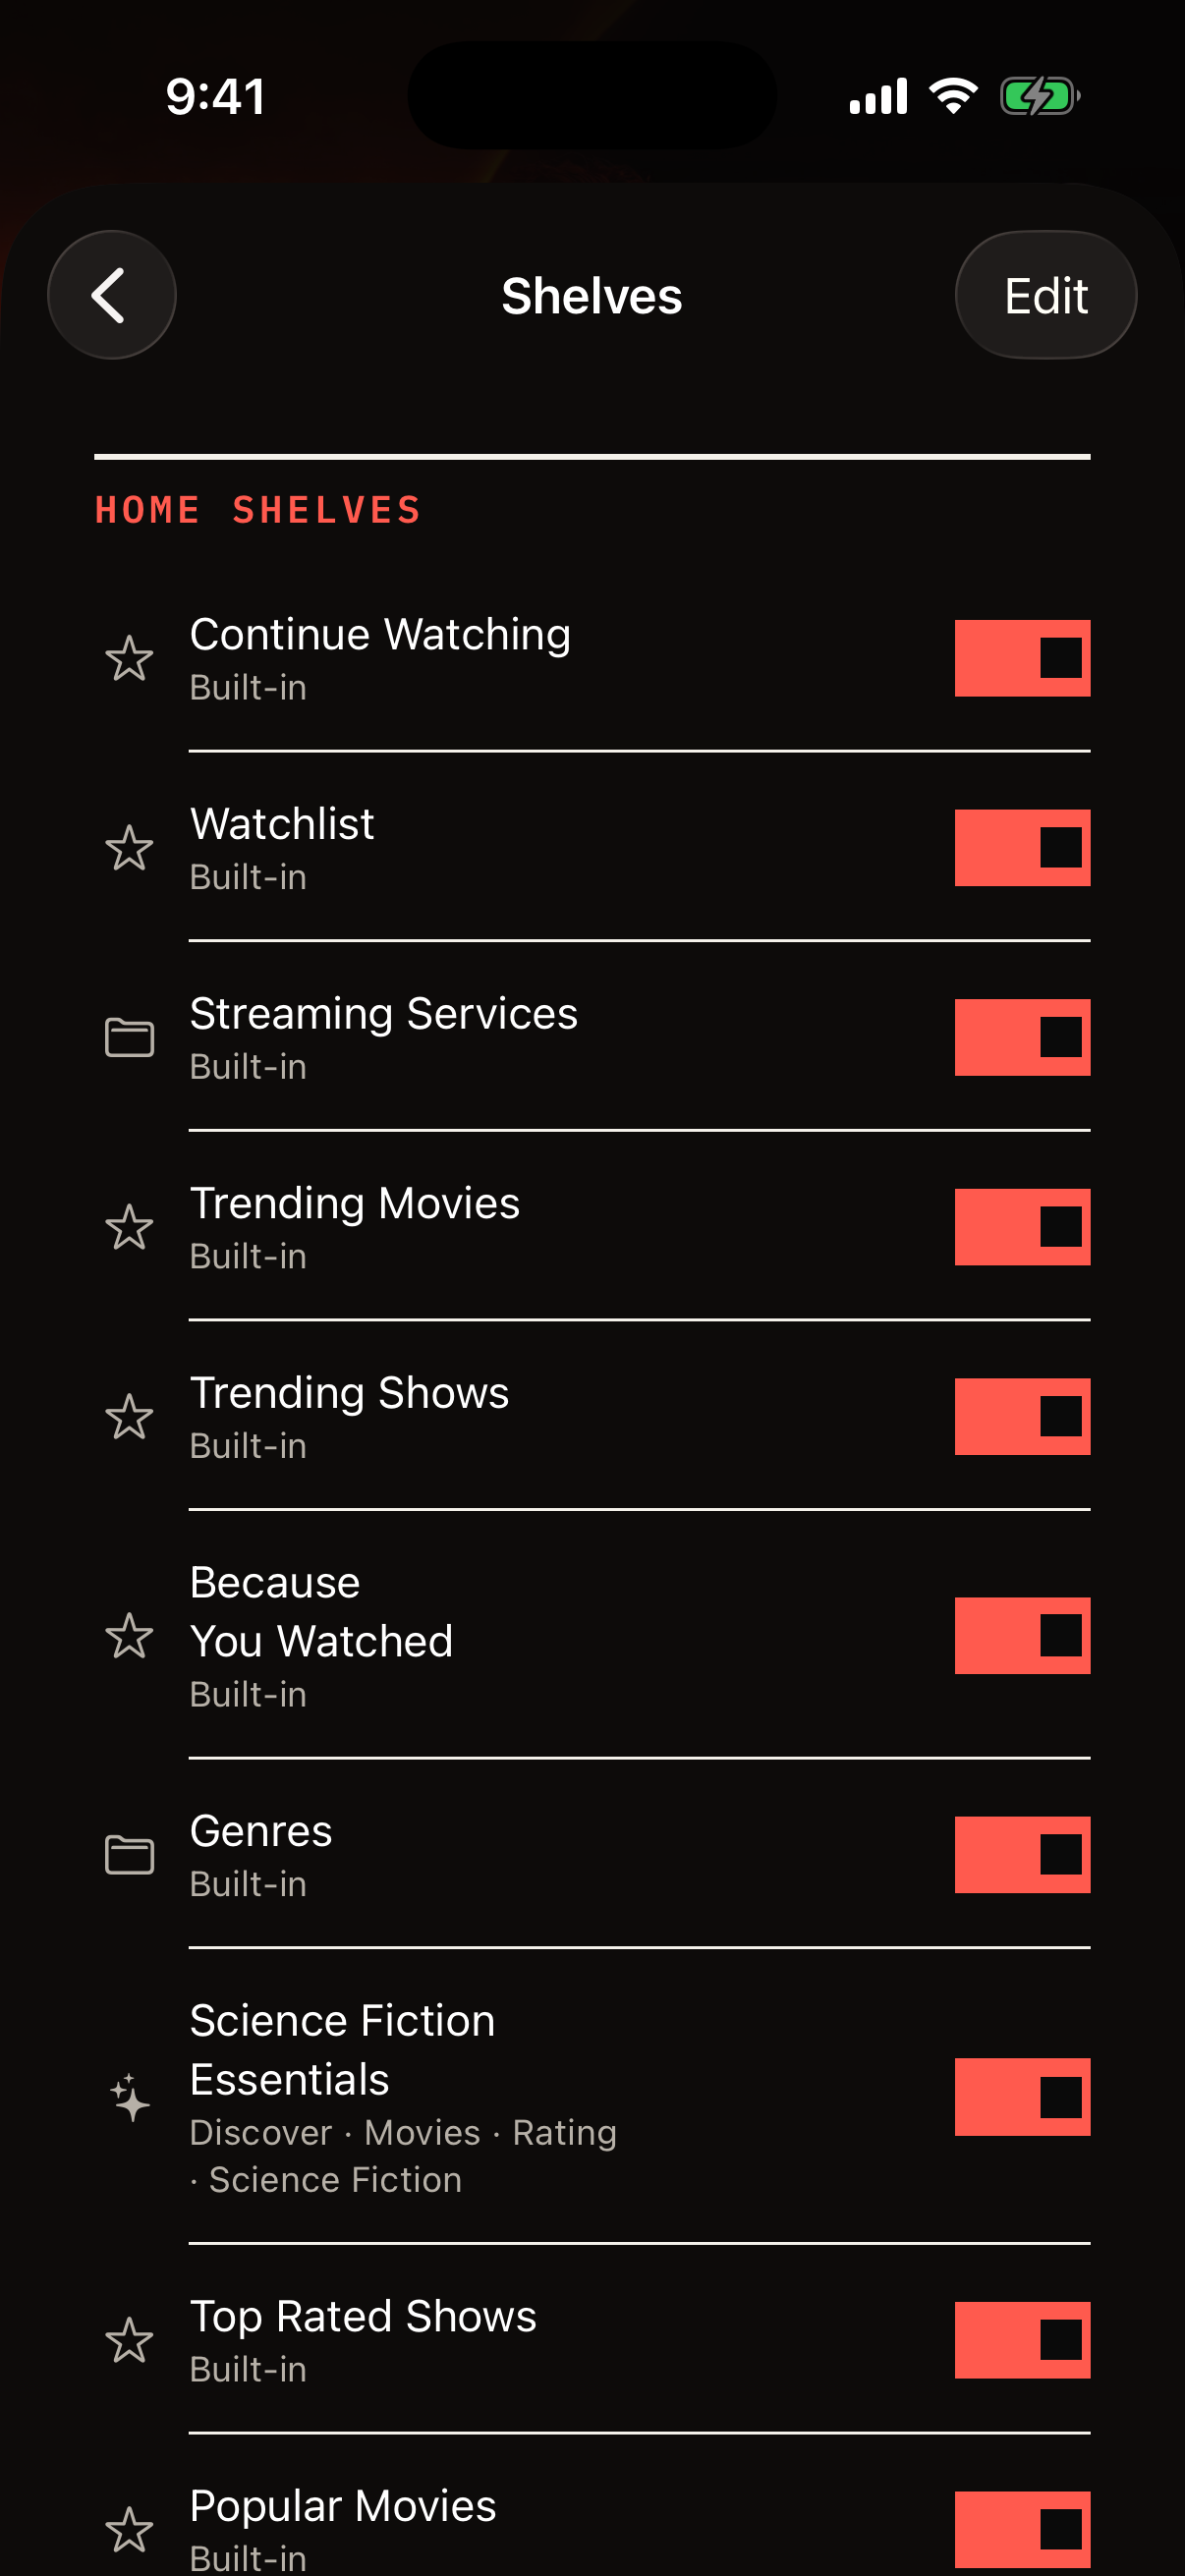 9:41
Shelves
Edit
HOME SHELVES
Continue Watching
Built-in
Watchlist
Built-in
Streaming Services
Built-in
Trending Movies
Built-in
Trending Shows
Built-in
Because
You Watched
Built-in
Genres
Built-in
Science Fiction
Essentials
Discover · Movies · Rating
· Science Fiction
Top Rated Shows
Built-in
Popular Movies
Built-in